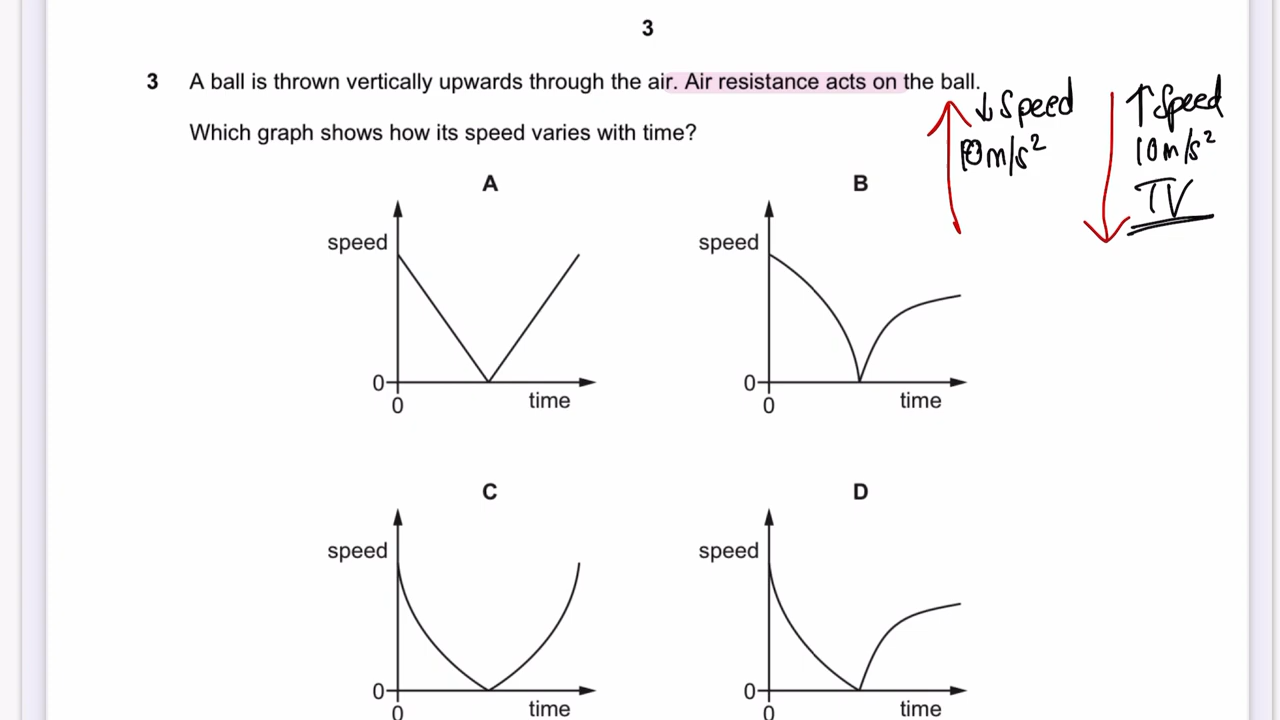 3
3 A ball is thrown vertically upwards through the air. Air resistance acts on the ball.
Which graph shows how its speed varies with time?
↓ speed
10m/s²
↑ speed
10m/s²
TV
A
speed
0
0
time
B
speed
0
0
time
C
speed
0
0
time
D
speed
0
0
time